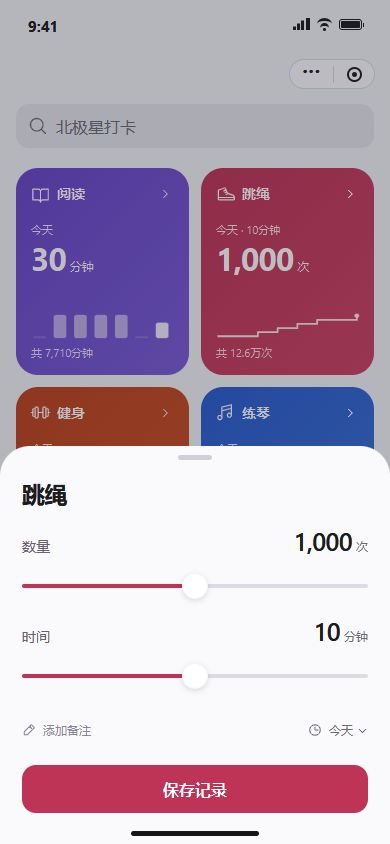 9:41
北极星打卡
阅读
今天
30 分钟
共 7,710分钟
跳绳
今天 · 10分钟
1,000 次
共 12.6万次
健身
练琴
跳绳
数量
1,000 次
时间
10 分钟
添加备注
今天
保存记录